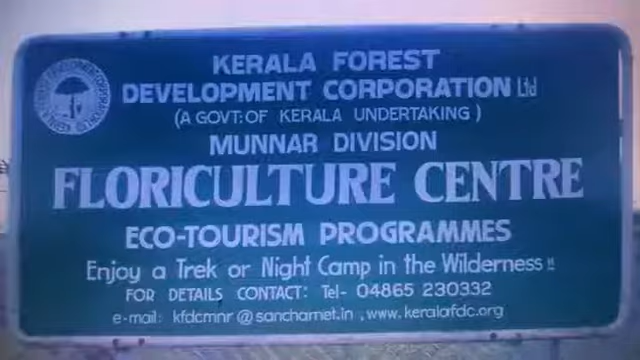 KERALA FOREST
DEVELOPMENT CORPORATION Ltd
(A GOVT: OF KERALA UNDERTAKING)
MUNNAR DIVISION
FLORICULTURE CENTRE
ECO-TOURISM PROGRAMMES
Enjoy a Trek or Night Camp in the Wilderness !!
FOR DETAILS CONTACT: Tel- 04865 230332
e-mail: kfdcmnr@sancharnet.in , www.keralafdc.org